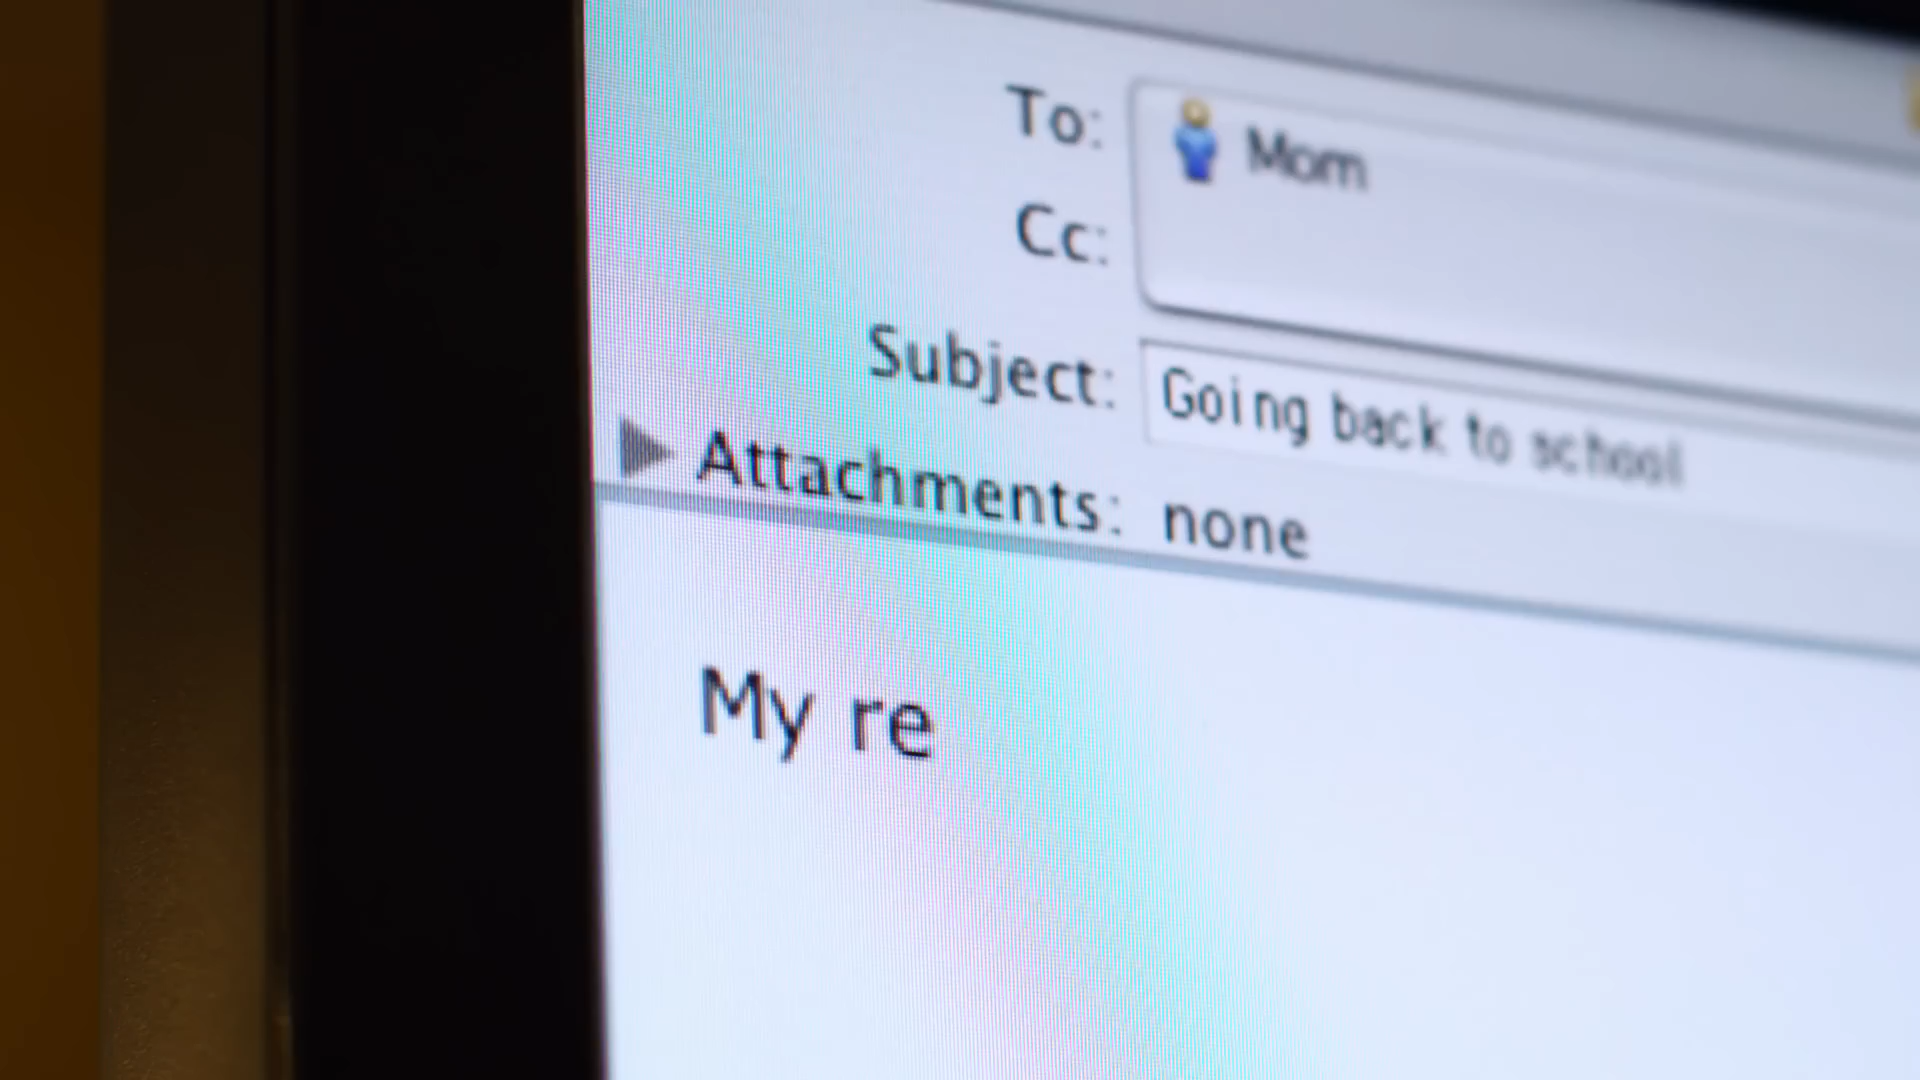 To: Mom
Cc:
Subject: Going back to school
Attachments: none
My re